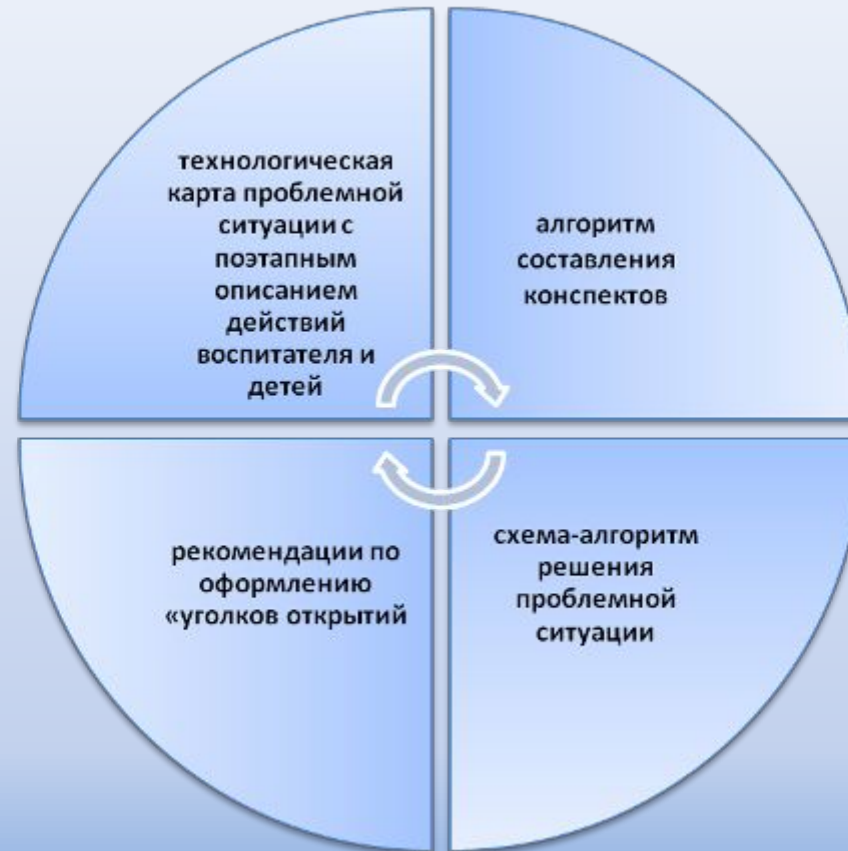 технологическая
карта проблемной
ситуации с
поэтапным
описанием
действий
воспитателя и
детей
алгоритм
составления
конспектов
рекомендации по
оформлению
«уголков открытий
схема-алгоритм
решения
проблемной
ситуации